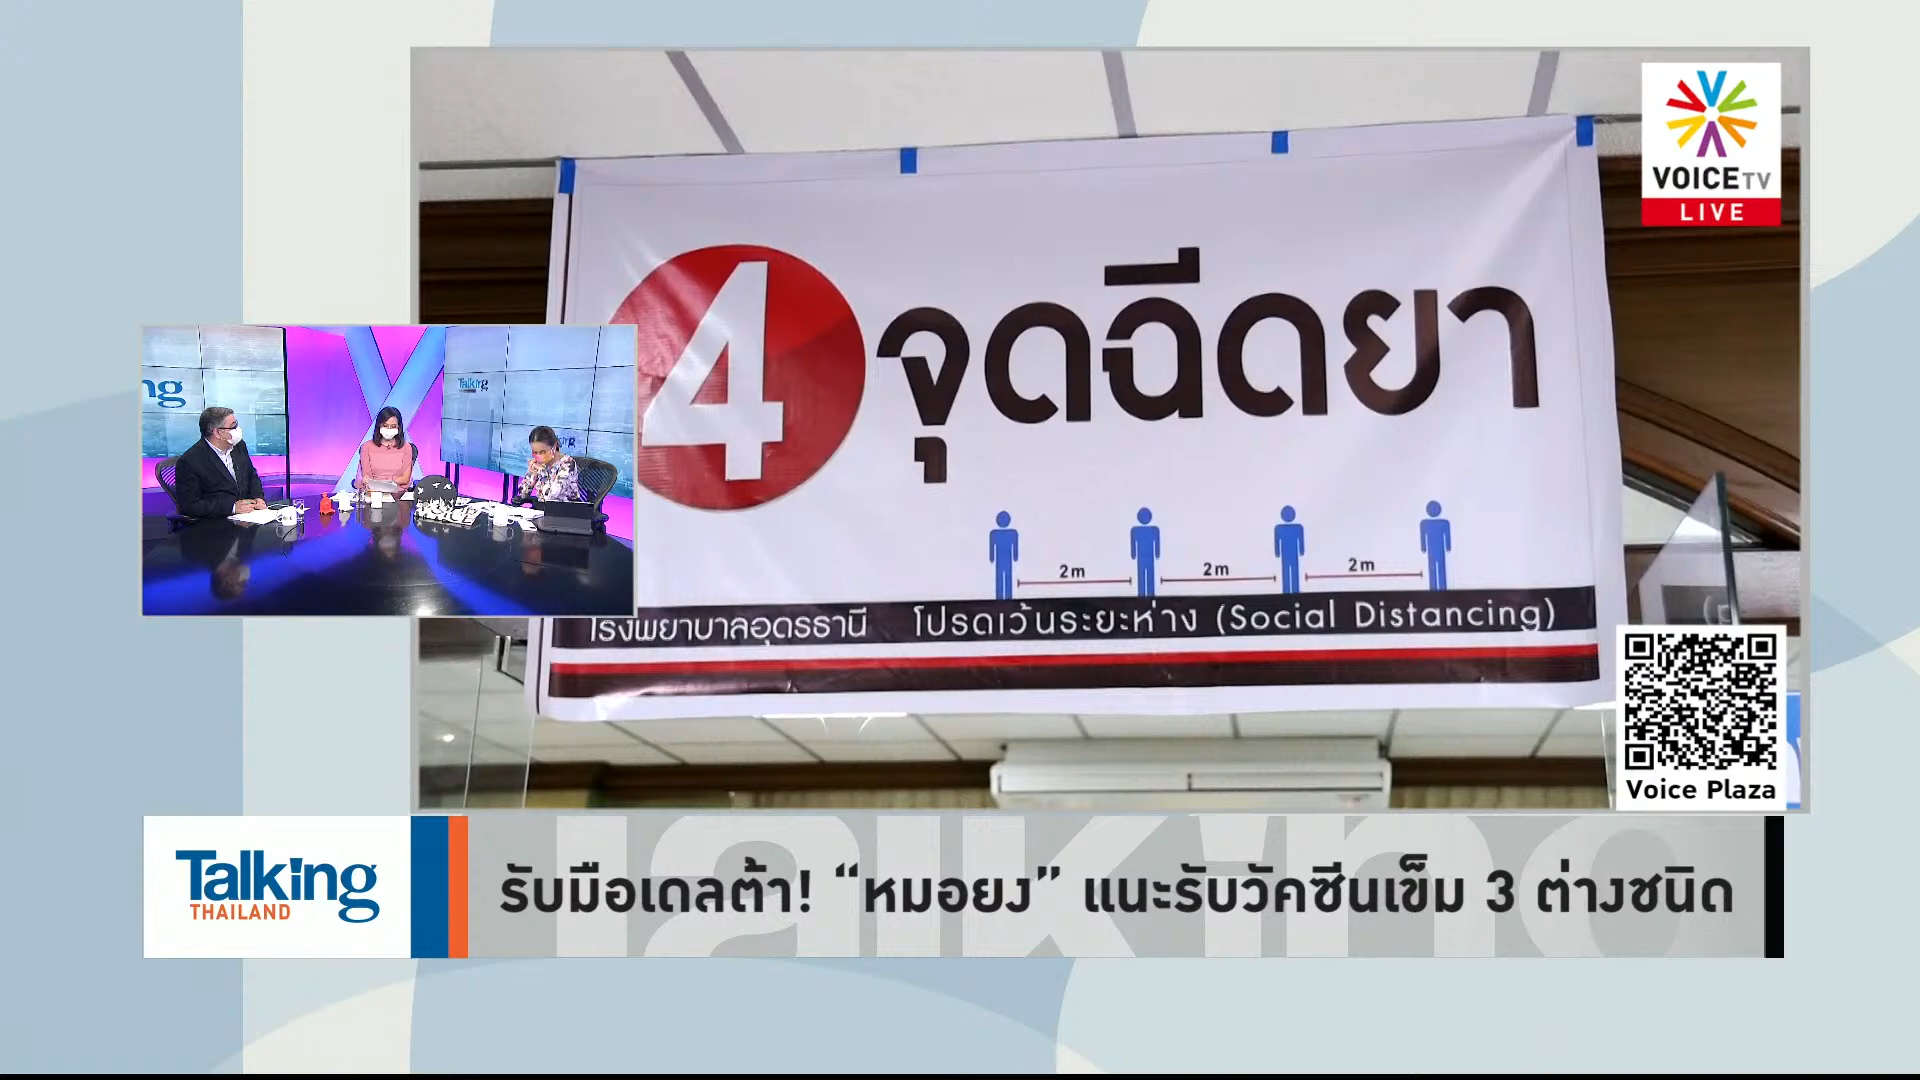 VOICE TV
LIVE
4 จุดฉีดยา
2m 2m 2m
โรงพยาบาลอุดรธานี โปรดเว้นระยะห่าง (Social Distancing)
ng
Talking
Voice Plaza
Talking
THAILAND
รับมือเดลต้า! “หมอยง” แนะรับวัคซีนเข็ม 3 ต่างชนิด